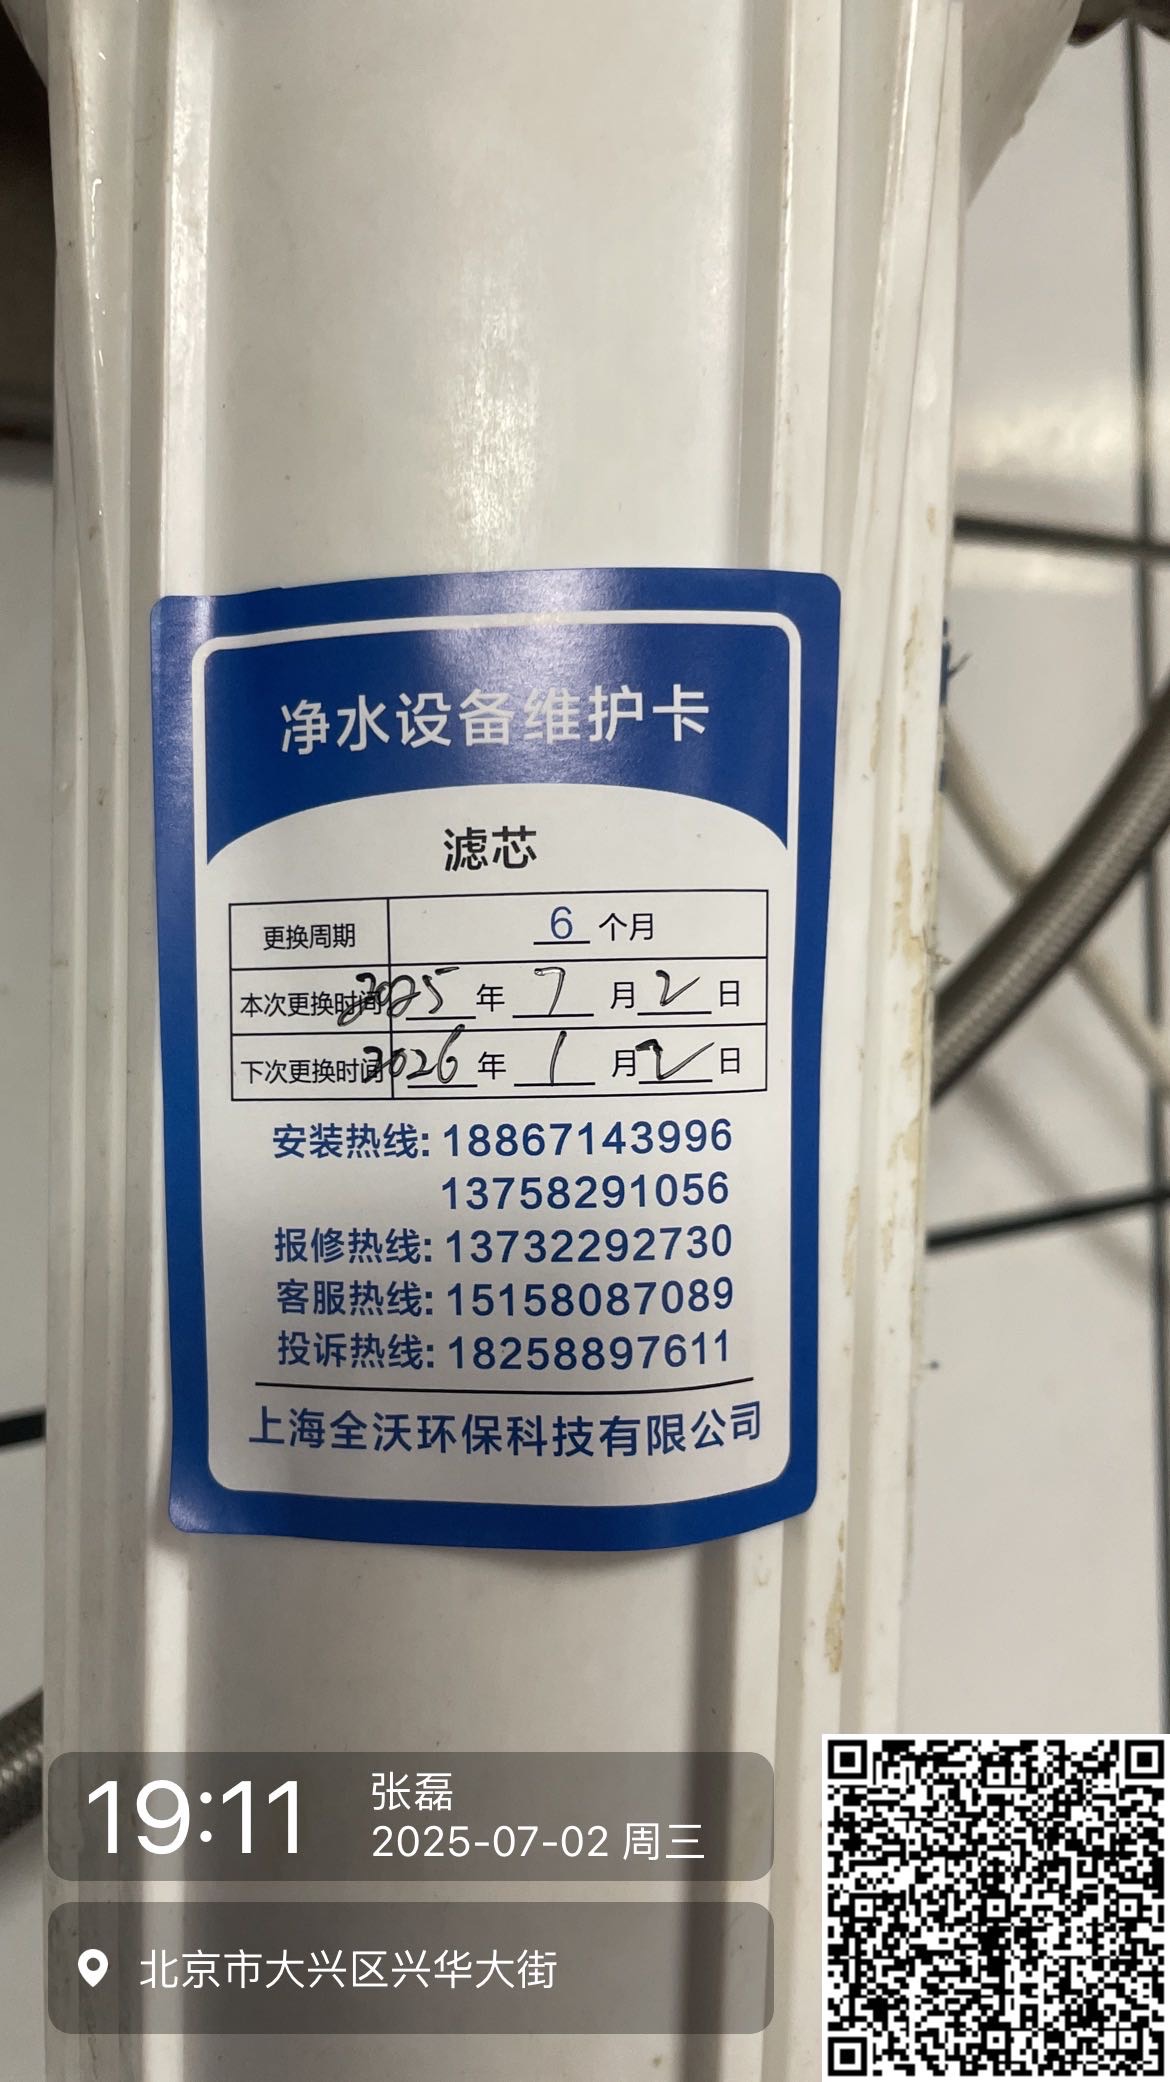 净水设备维护卡
滤芯
更换周期 6 个月
本次更换时间 2025 年 7 月 2 日
下次更换时间 2026 年 1 月 2 日
安装热线: 18867143996
13758291056
报修热线: 13732292730
客服热线: 15158087089
投诉热线: 18258897611
上海全沃环保科技有限公司
19:11
张磊
2025-07-02 周三
北京市大兴区兴华大街